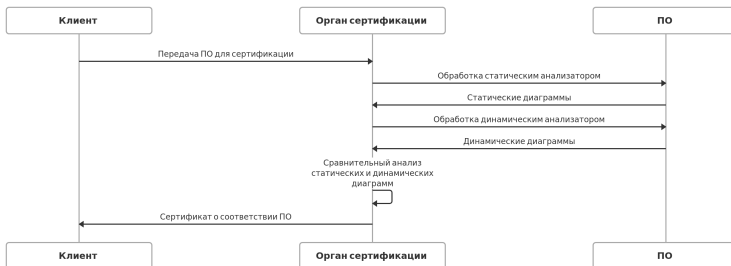 Клиент
Орган сертификации
ПО
Передача ПО для сертификации
Обработка статическим анализатором
Статические диаграммы
Обработка динамическим анализатором
Динамические диаграммы
Сравнительный анализ
статических и динамических
диаграмм
Сертификат о соответствии ПО
Клиент
Орган сертификации
ПО